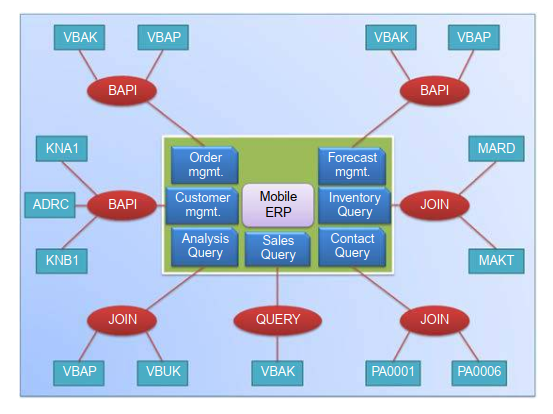 VBAK
VBAP
VBAK
VBAP
BAPI
BAPI
KNA1
MARD
Order
mgmt.
Forecast
mgmt.
ADRC
BAPI
Customer
mgmt.
Mobile
ERP
Inventory
Query
JOIN
KNB1
Analysis
Query
Sales
Query
Contact
Query
MAKT
JOIN
QUERY
JOIN
VBAP
VBUK
VBAK
PA0001
PA0006